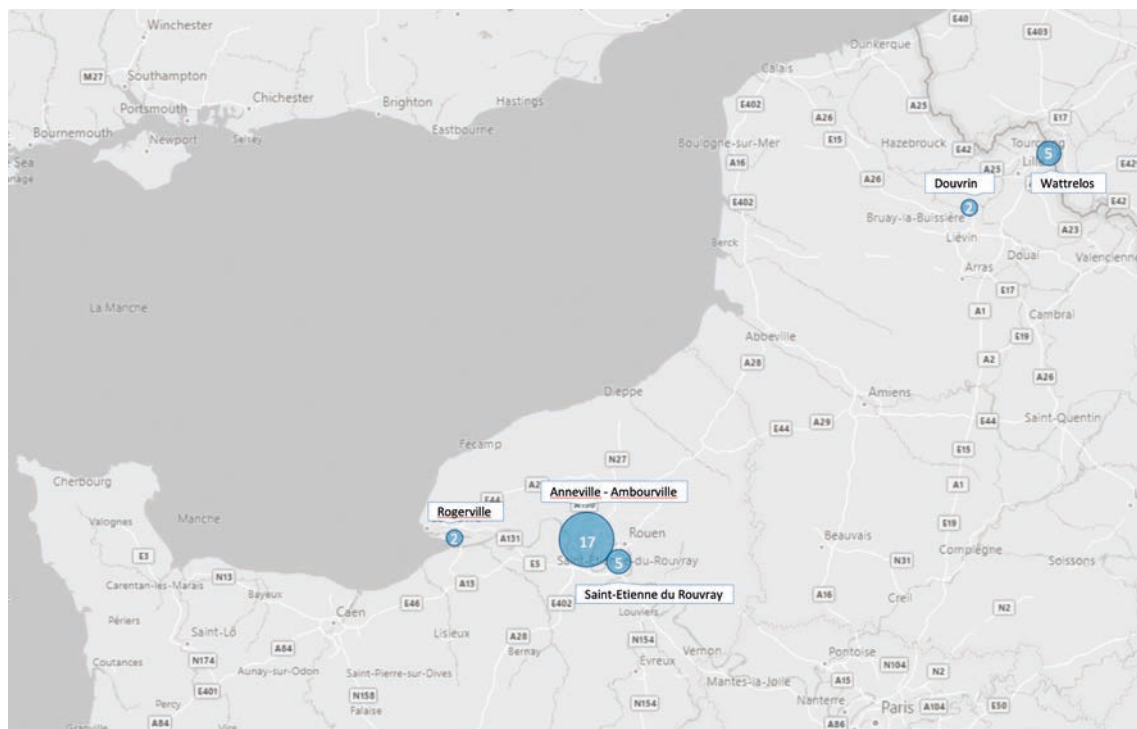 Winchester
M27
Southampton
Portsmouth
Chichester
Brighton
Hastings
Eastbourne
Bournemouth
Newport
Selsey
Sea
E40
E403
Dunkerque
Calais
E402
A25
E17
A26
E15
Hazebrouck
E42
Boulogne-sur-Mer
A16
A25
5
A26
Douvrin
Wattrelos
E402
2
E42
Bruay-la-Buissière
Liévin
A23
Berck
Douai
Arras
E17
La Manche
A1
Cambrai
Abbeville
E19
A28
A2
A26
Dieppe
Amiens
Saint-Quentin
E44
A29
E44
Fécamp
E15
N27
Cherbourg
A1
Anneville - Ambourville
E44
Rogerville
Valognes
Manche
E19
2
A131
17
Rouen
Beauvais
E3
E5
5
Compiègne
N31
Soissons
Carentan-les-Marais
N13
A13
Saint-Etienne du Rouvray
Bayeux
E46
E402
A16
Creil
N2
Périers
Caen
Louviers
Saint-Lô
A84
Lisieux
A28
N154
Vernon
Bernay
Pontoise
Coutances
N174
Aunay-sur-Odon
Saint-Pierre-sur-Dives
Évreux
N104
N2
Mantes-la-Jolie
A15
E401
N158
N154
Nanterre
Percy
Falaise
Paris
A104
E50
A84
Vire
A86